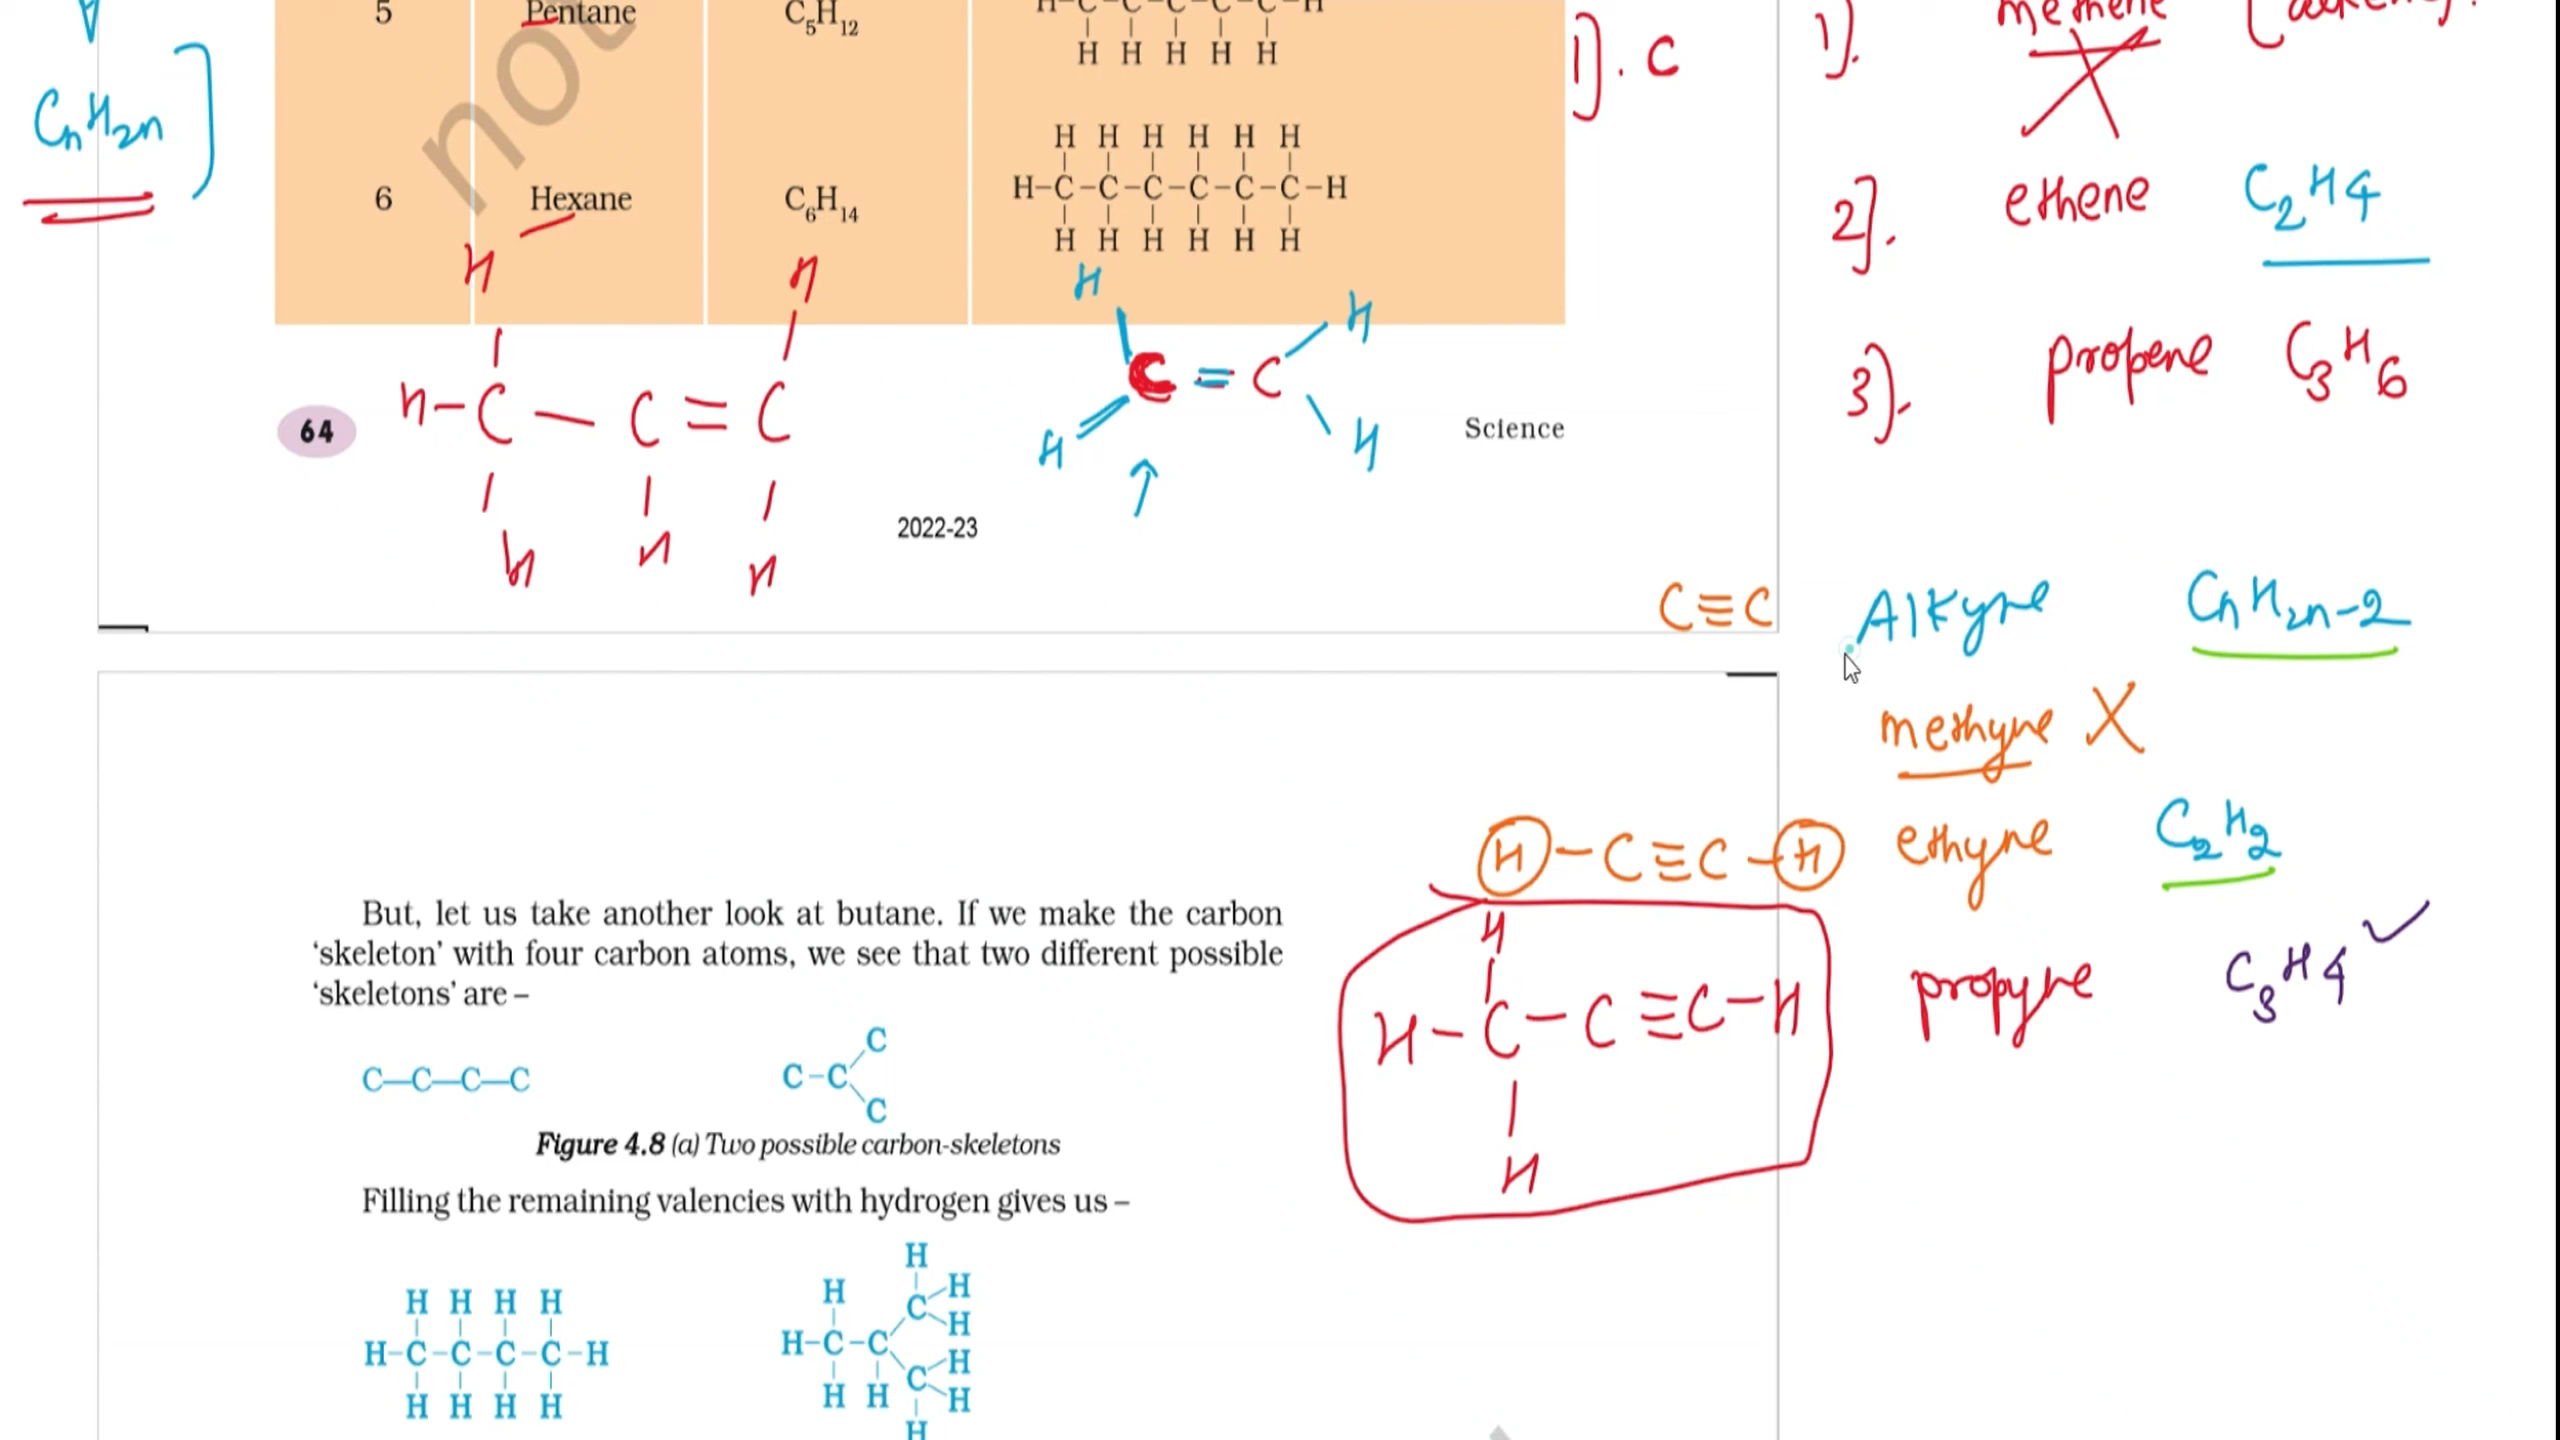 5 Pentane C5H12
H-C-C-C-C-C-H
H H H H H
1). C
1). methene
CnH2n
not
H H H H H H
6 Hexane C6H14 H-C-C-C-C-C-C-H
H H H H H H
2). ethene C2H4
H H
H H
H-C-C=C
C=C
H H
H H H
3). propene C3H6
64 Science
2022-23
C≡C Alkyne CnH2n-2
methyne X
H-C≡C-H ethyne C2H2
But, let us take another look at butane. If we make the carbon
‘skeleton’ with four carbon atoms, we see that two different possible
‘skeletons’ are –
H
H-C-C≡C-H propyne C3H4 ✓
H
C—C—C—C
C
C-C
C
Figure 4.8 (a) Two possible carbon-skeletons
Filling the remaining valencies with hydrogen gives us –
H H H H
H-C-C-C-C-H
H H H H
H
H C-H
H
H-C-C
H
H H C-H
H